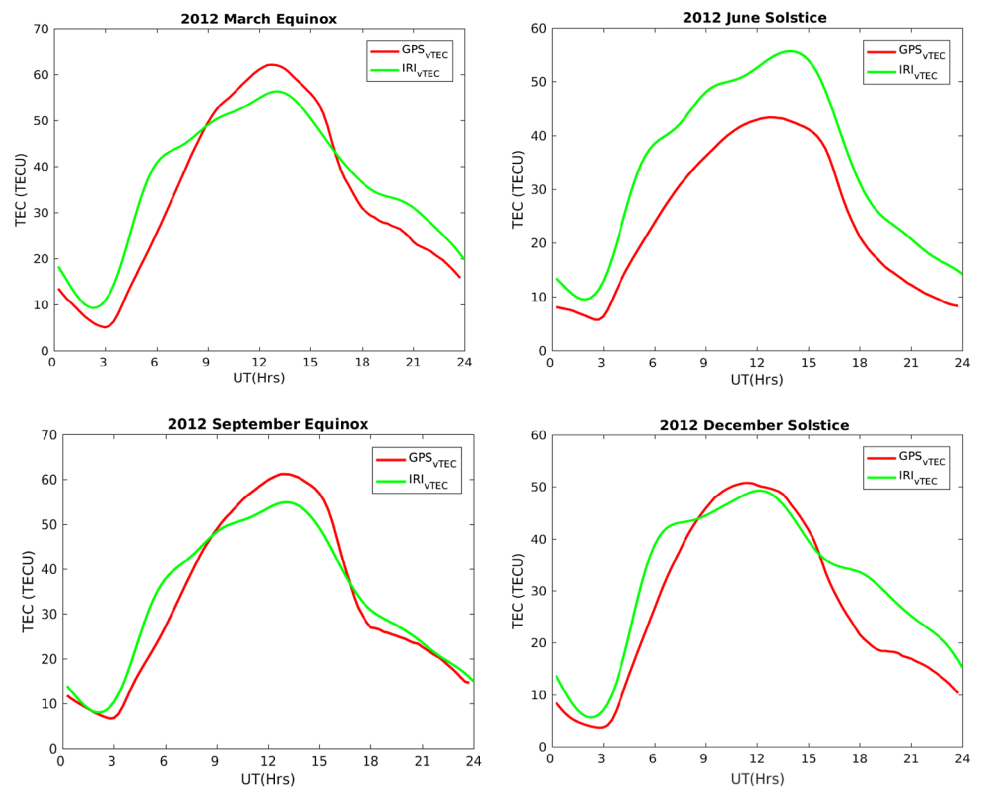 2012 March Equinox
70
60
50
40
30
20
10
0
TEC (TECU)
GPSvTEC
IRIvTEC
0 3 6 9 12 15 18 21 24
UT(Hrs)
2012 June Solstice
60
50
40
30
20
10
0
TEC (TECU)
GPSvTEC
IRIvTEC
0 3 6 9 12 15 18 21 24
UT(Hrs)
2012 September Equinox
70
60
50
40
30
20
10
0
TEC (TECU)
GPSvTEC
IRIvTEC
0 3 6 9 12 15 18 21 24
UT(Hrs)
2012 December Solstice
60
50
40
30
20
10
0
TEC (TECU)
GPSvTEC
IRIvTEC
0 3 6 9 12 15 18 21 24
UT(Hrs)